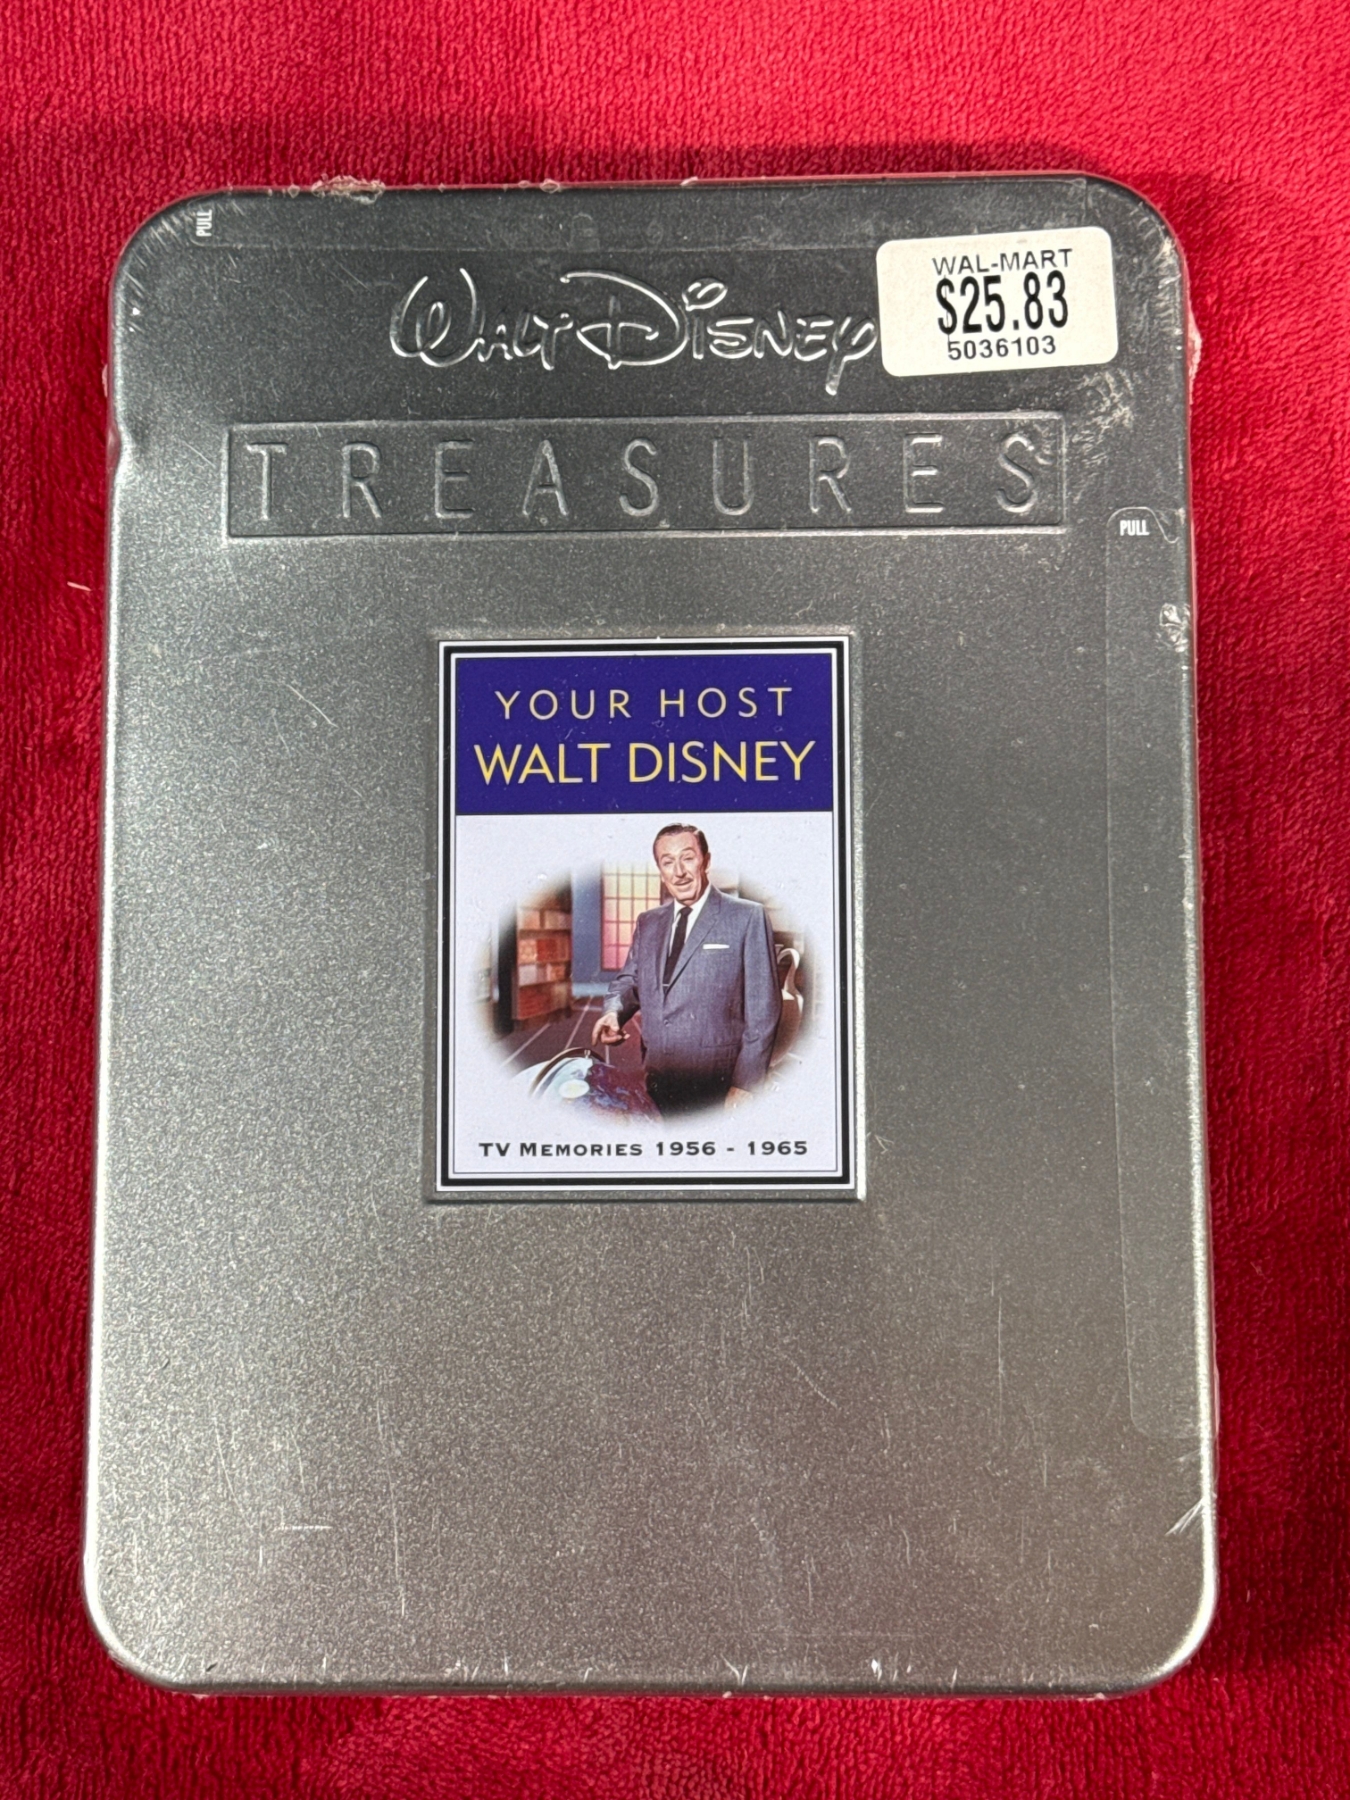 PULL
WAL-MART
$25.83
5036103
WALT DISNEY
TREASURES
PULL
YOUR HOST
WALT DISNEY
TV MEMORIES 1956 - 1965